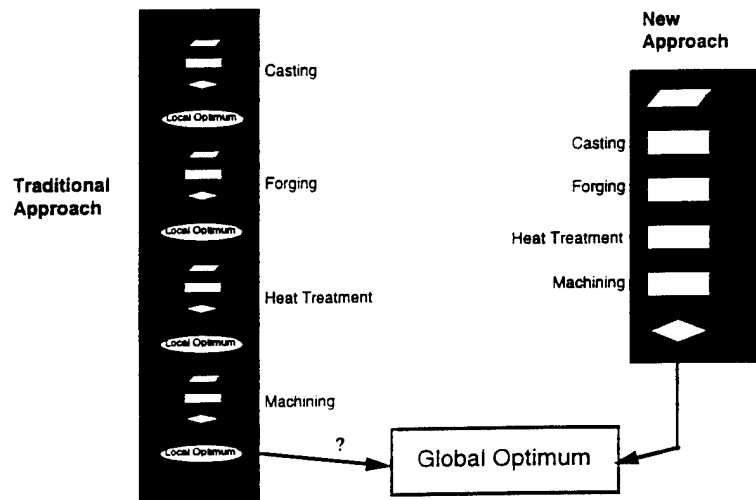 Traditional
Approach
Casting
Local Optimum
Forging
Local Optimum
Heat Treatment
Local Optimum
Machining
Local Optimum
?
Global Optimum
New
Approach
Casting
Forging
Heat Treatment
Machining